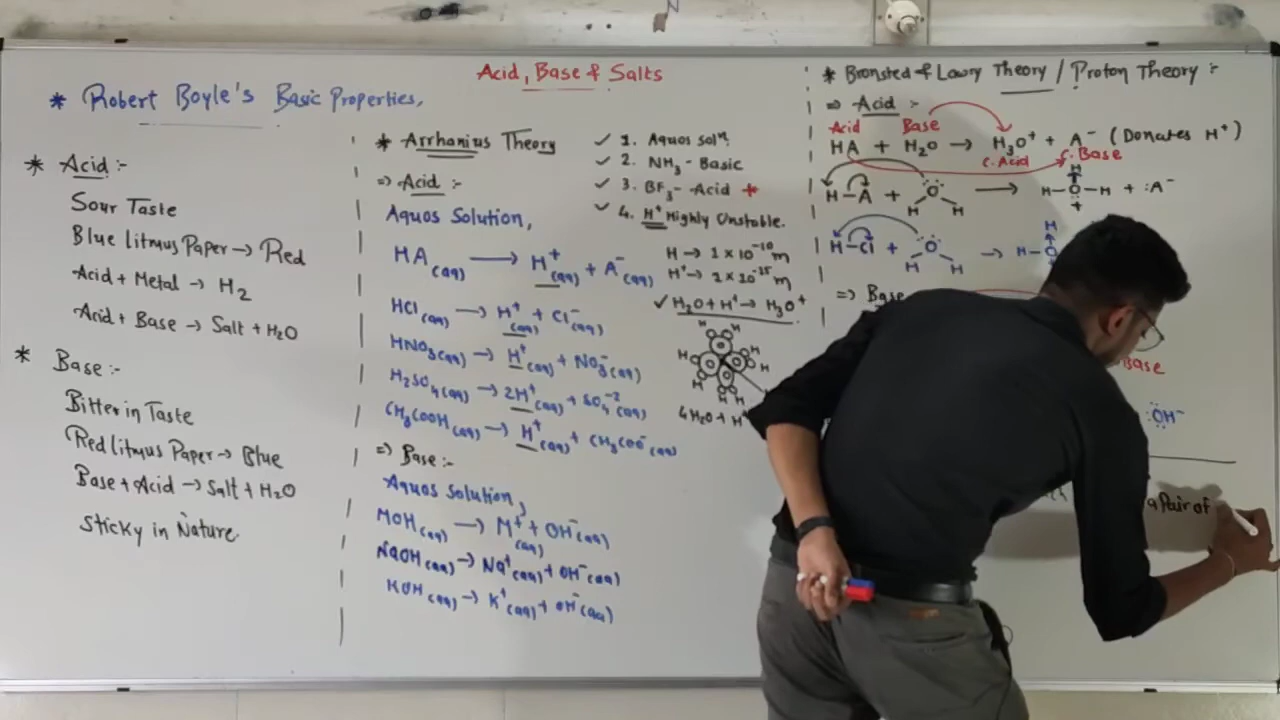 Acid, Base & Salts
* Robert Boyle's Basic Properties,
* Acid :-
Sour Taste
Blue litmus Paper → Red
Acid + Metal → H₂
Acid + Base → Salt + H₂O
* Base :-
Bitter in Taste
Red litmus Paper → Blue
Base + Acid → Salt + H₂O
Sticky in Nature.
* Arrhanius Theory
⇒ Acid :-
Aquos Solution,
HA(aq) → H⁺(aq) + A⁻(aq)
HCl(aq) → H⁺(aq) + Cl⁻(aq)
HNO₃(aq) → H⁺(aq) + NO₃⁻(aq)
H₂SO₄(aq) → 2H⁺(aq) + SO₄⁻²(aq)
CH₃COOH(aq) → H⁺(aq) + CH₃COO⁻(aq)
⇒ Base :-
Aquos Solution,
MOH(aq) → M⁺(aq) + OH⁻(aq)
NaOH(aq) → Na⁺(aq) + OH⁻(aq)
KOH(aq) → K⁺(aq) + OH⁻(aq)
✓ 1. Aquos solⁿ.
✓ 2. NH₃ - Basic
✓ 3. BF₃ - Acid +
✓ 4. H⁺ Highly Unstable.
H → 1 × 10⁻¹⁰ m
H⁺ → 1 × 10⁻¹⁵ m
✓ H₂O + H⁺ → H₃O⁺
H H
H H
H H
H H
4H₂O + H⁺
* Bronsted & Lowry Theory / Proton Theory :-
⇒ Acid :-
Acid Base
HA + H₂O → H₃O⁺ + A⁻ (Donates H⁺)
C. Acid C. Base
H
H-A + O → H-O-H + :A⁻
H H +
H
H-Cl + O → H-O
H H
⇒ Base
Base
:OH⁻
a Pair of